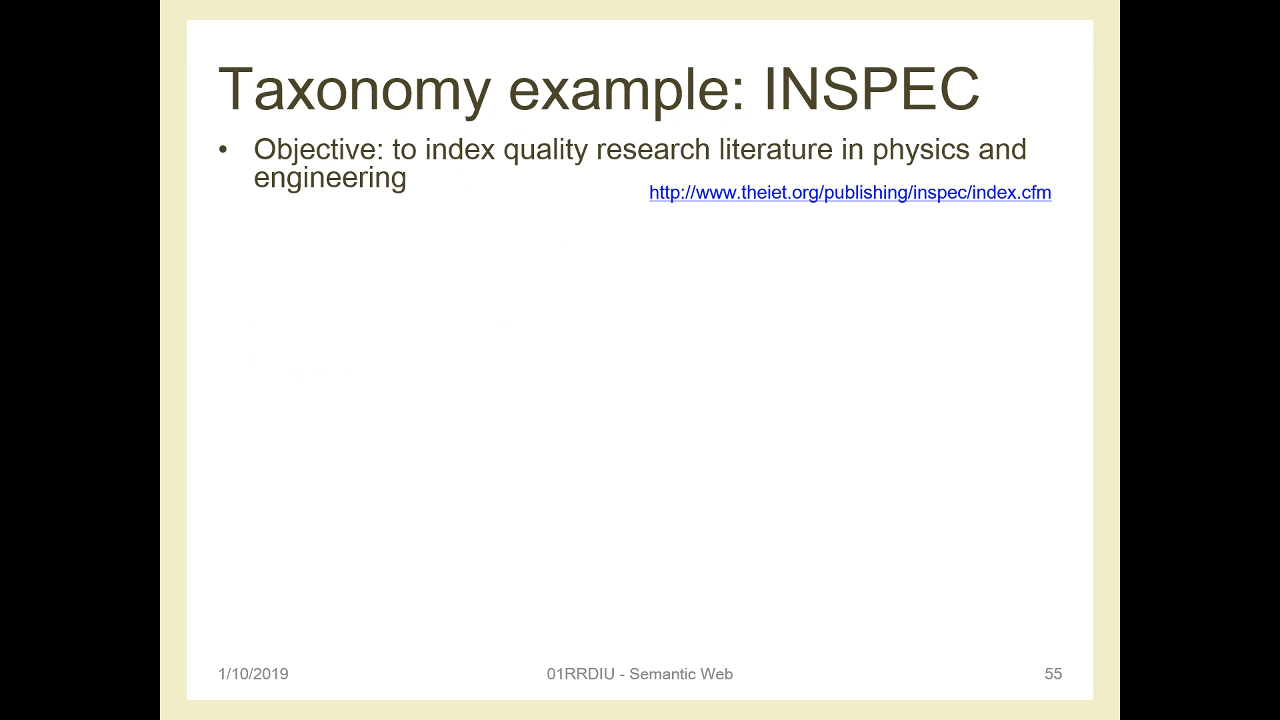 Taxonomy example: INSPEC
• Objective: to index quality research literature in physics and
engineering
http://www.theiet.org/publishing/inspec/index.cfm
1/10/2019
01RRDIU - Semantic Web
55